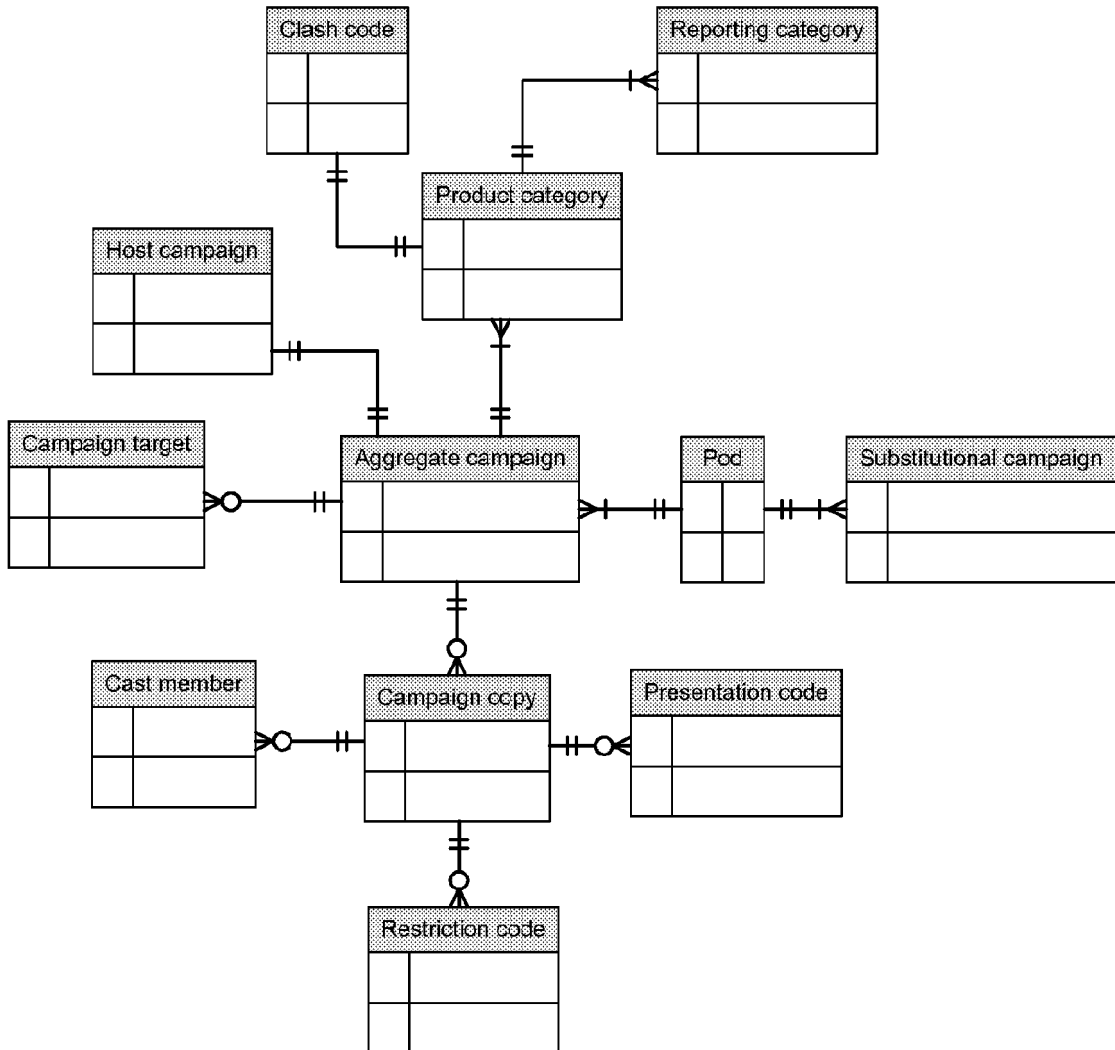 Clash code
Reporting category
Product category
Host campaign
Campaign target
Aggregate campaign
Pod
Substitutional campaign
Cast member
Campaign copy
Presentation code
Restriction code